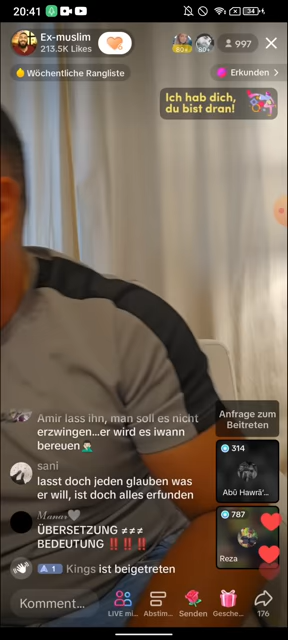 20:41
34
Ex-muslim
213.5K Likes
997
Wöchentliche Rangliste
Erkunden >
Ich hab dich,
du bist dran!
Amir lass ihn, man soll es nicht
erzwingen...er wird es iwann
bereuen🤦🏻‍♂️
Anfrage zum
Beitreten
314
Abū Hawrā'...
sani
lasst doch jeden glauben was
er will, ist doch alles erfunden
787
Reza
ÜBERSETZUNG ≠≠≠
BEDEUTUNG ‼️‼️‼️
1 Kings ist beigetreten
Komment...
LIVE mi...
Abstim...
Senden
Gesche...
176